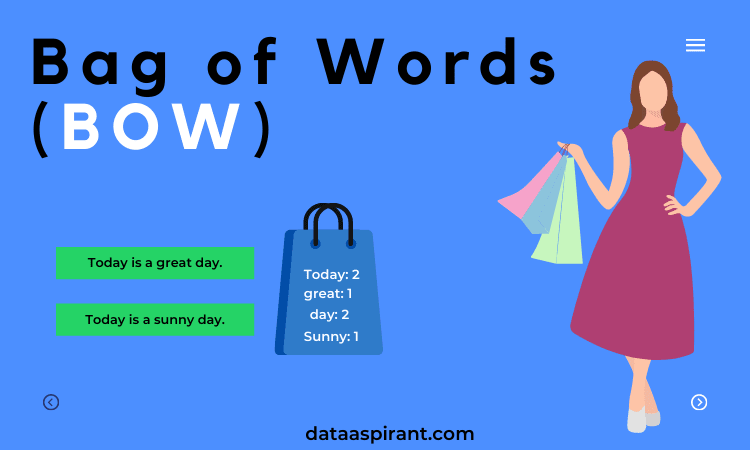 Bag of Words
(BOW)
Today is a great day.
Today is a sunny day.
Today: 2
great: 1
day: 2
Sunny: 1
dataaspirant.com